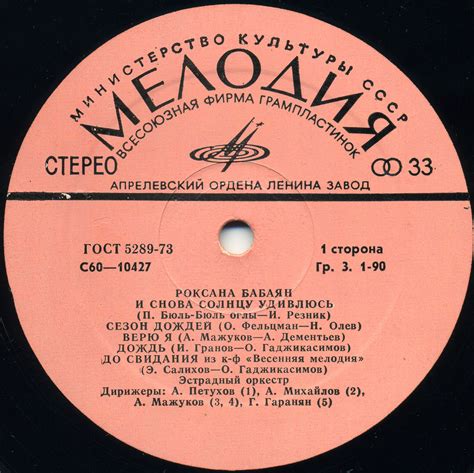 МИНИСТЕРСТВО КУЛЬТУРЫ СССР
МЕЛОДИЯ
ВСЕСОЮЗНАЯ ФИРМА ГРАМПЛАСТИНОК
СТЕРЕО 33
АПРЕЛЕВСКИЙ ОРДЕНА ЛЕНИНА ЗАВОД
ГОСТ 5289-73 1 сторона
С60—10427 Гр. 3. 1-90
РОКСАНА БАБАЯН
И СНОВА СОЛНЦУ УДИВЛЮСЬ
(П. Бюль-Бюль оглы—И. Резник)
СЕЗОН ДОЖДЕЙ (О. Фельцман—Н. Олев)
ВЕРЮ Я (А. Мажуков—А. Дементьев)
ДОЖДЬ (И. Гранов—О. Гаджикасимов)
ДО СВИДАНИЯ из к-ф «Весенняя мелодия»
(Э. Салихов—О. Гаджикасимов)
Эстрадный оркестр
Дирижеры: А. Петухов (1), А. Михайлов (2),
А. Мажуков (3, 4), Г. Гаранян (5)